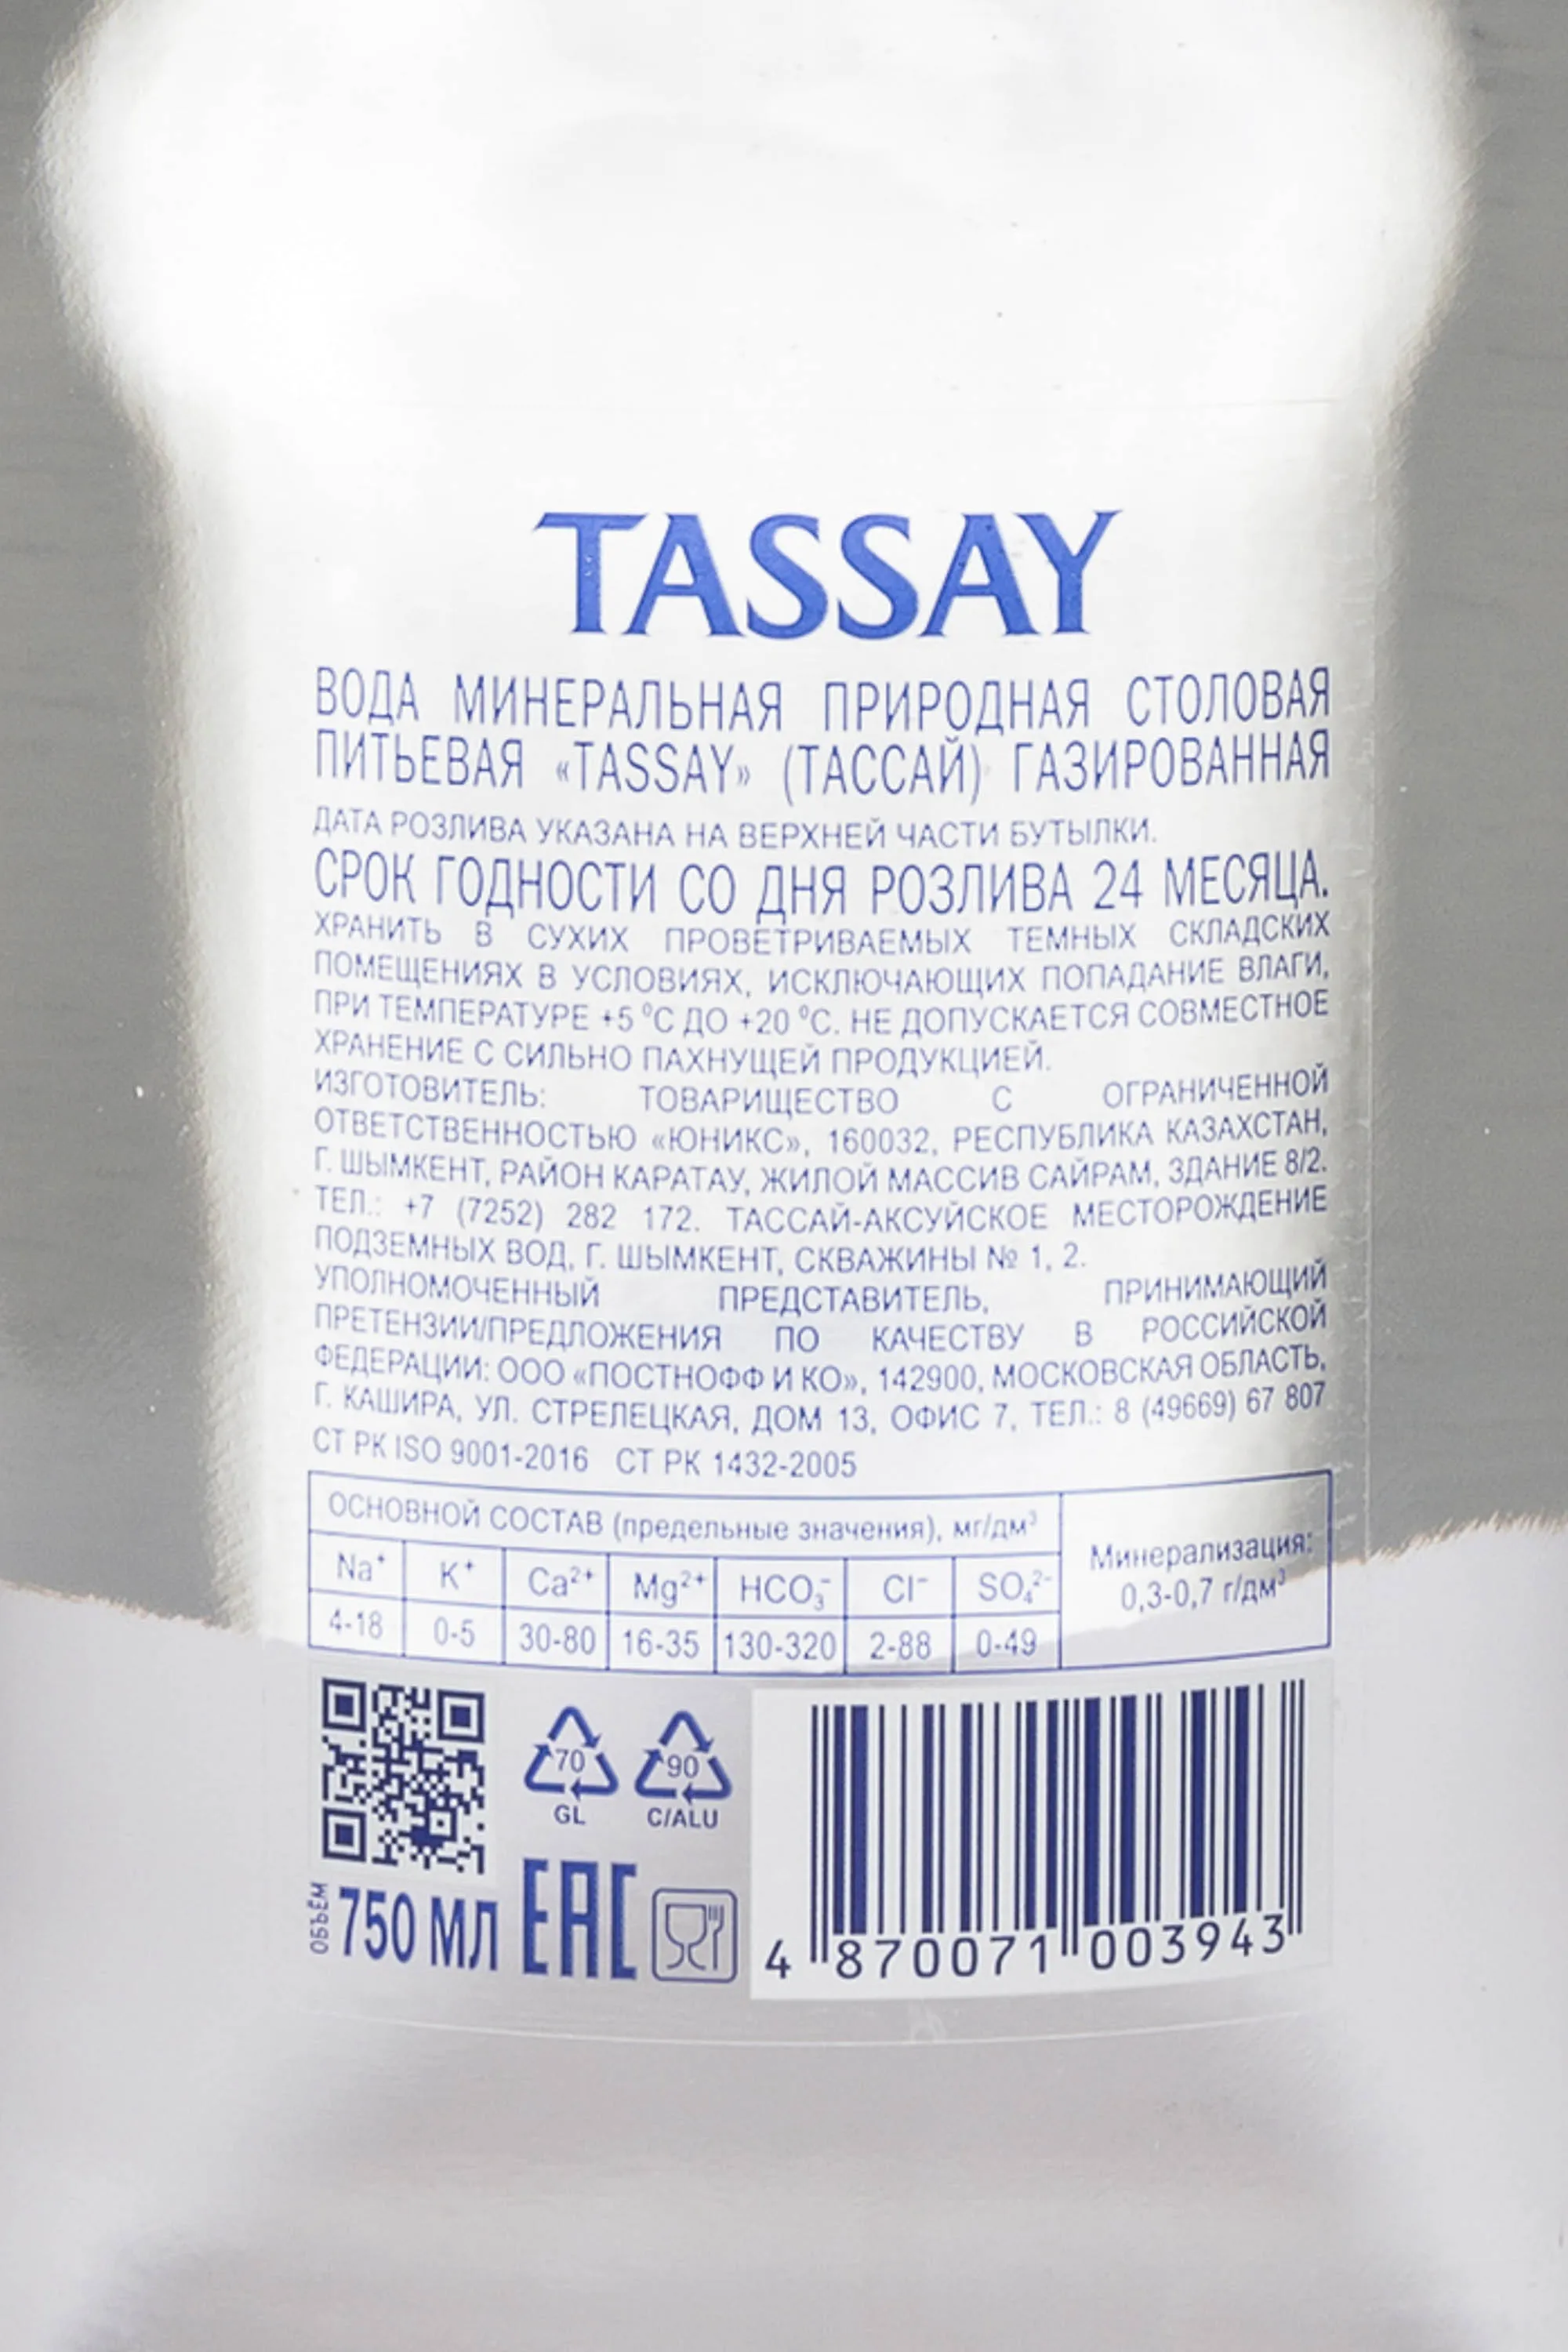 TASSAY
ВОДА МИНЕРАЛЬНАЯ ПРИРОДНАЯ СТОЛОВАЯ
ПИТЬЕВАЯ «TASSAY» (ТАССАЙ) ГАЗИРОВАННАЯ
ДАТА РОЗЛИВА УКАЗАНА НА ВЕРХНЕЙ ЧАСТИ БУТЫЛКИ.
СРОК ГОДНОСТИ СО ДНЯ РОЗЛИВА 24 МЕСЯЦА.
ХРАНИТЬ В СУХИХ ПРОВЕТРИВАЕМЫХ ТЕМНЫХ СКЛАДСКИХ
ПОМЕЩЕНИЯХ В УСЛОВИЯХ, ИСКЛЮЧАЮЩИХ ПОПАДАНИЕ ВЛАГИ,
ПРИ ТЕМПЕРАТУРЕ +5 °С ДО +20 °С. НЕ ДОПУСКАЕТСЯ СОВМЕСТНОЕ
ХРАНЕНИЕ С СИЛЬНО ПАХНУЩЕЙ ПРОДУКЦИЕЙ.
ИЗГОТОВИТЕЛЬ: ТОВАРИЩЕСТВО С ОГРАНИЧЕННОЙ
ОТВЕТСТВЕННОСТЬЮ «ЮНИКС», 160032, РЕСПУБЛИКА КАЗАХСТАН,
Г. ШЫМКЕНТ, РАЙОН КАРАТАУ, ЖИЛОЙ МАССИВ САЙРАМ, ЗДАНИЕ 8/2.
ТЕЛ.: +7 (7252) 282 172. ТАССАЙ-АКСУЙСКОЕ МЕСТОРОЖДЕНИЕ
ПОДЗЕМНЫХ ВОД, Г. ШЫМКЕНТ, СКВАЖИНЫ № 1, 2.
УПОЛНОМОЧЕННЫЙ ПРЕДСТАВИТЕЛЬ, ПРИНИМАЮЩИЙ
ПРЕТЕНЗИИ/ПРЕДЛОЖЕНИЯ ПО КАЧЕСТВУ В РОССИЙСКОЙ
ФЕДЕРАЦИИ: ООО «ПОСТНОФФ И КО», 142900, МОСКОВСКАЯ ОБЛАСТЬ,
Г. КАШИРА, УЛ. СТРЕЛЕЦКАЯ, ДОМ 13, ОФИС 7, ТЕЛ.: 8 (49669) 67 807
СТ РК ISO 9001-2016 СТ РК 1432-2005
ОСНОВНОЙ СОСТАВ (предельные значения), мг/дм³
Na⁺ K⁺ Ca²⁺ Mg²⁺ HCO₃⁻ Cl⁻ SO₄²⁻
4-18 0-5 30-80 16-35 130-320 2-88 0-49
Минерализация:
0,3-0,7 г/дм³
70
GL
90
C/ALU
ОБЪЁМ
750 МЛ
EAC
4 870071 003943